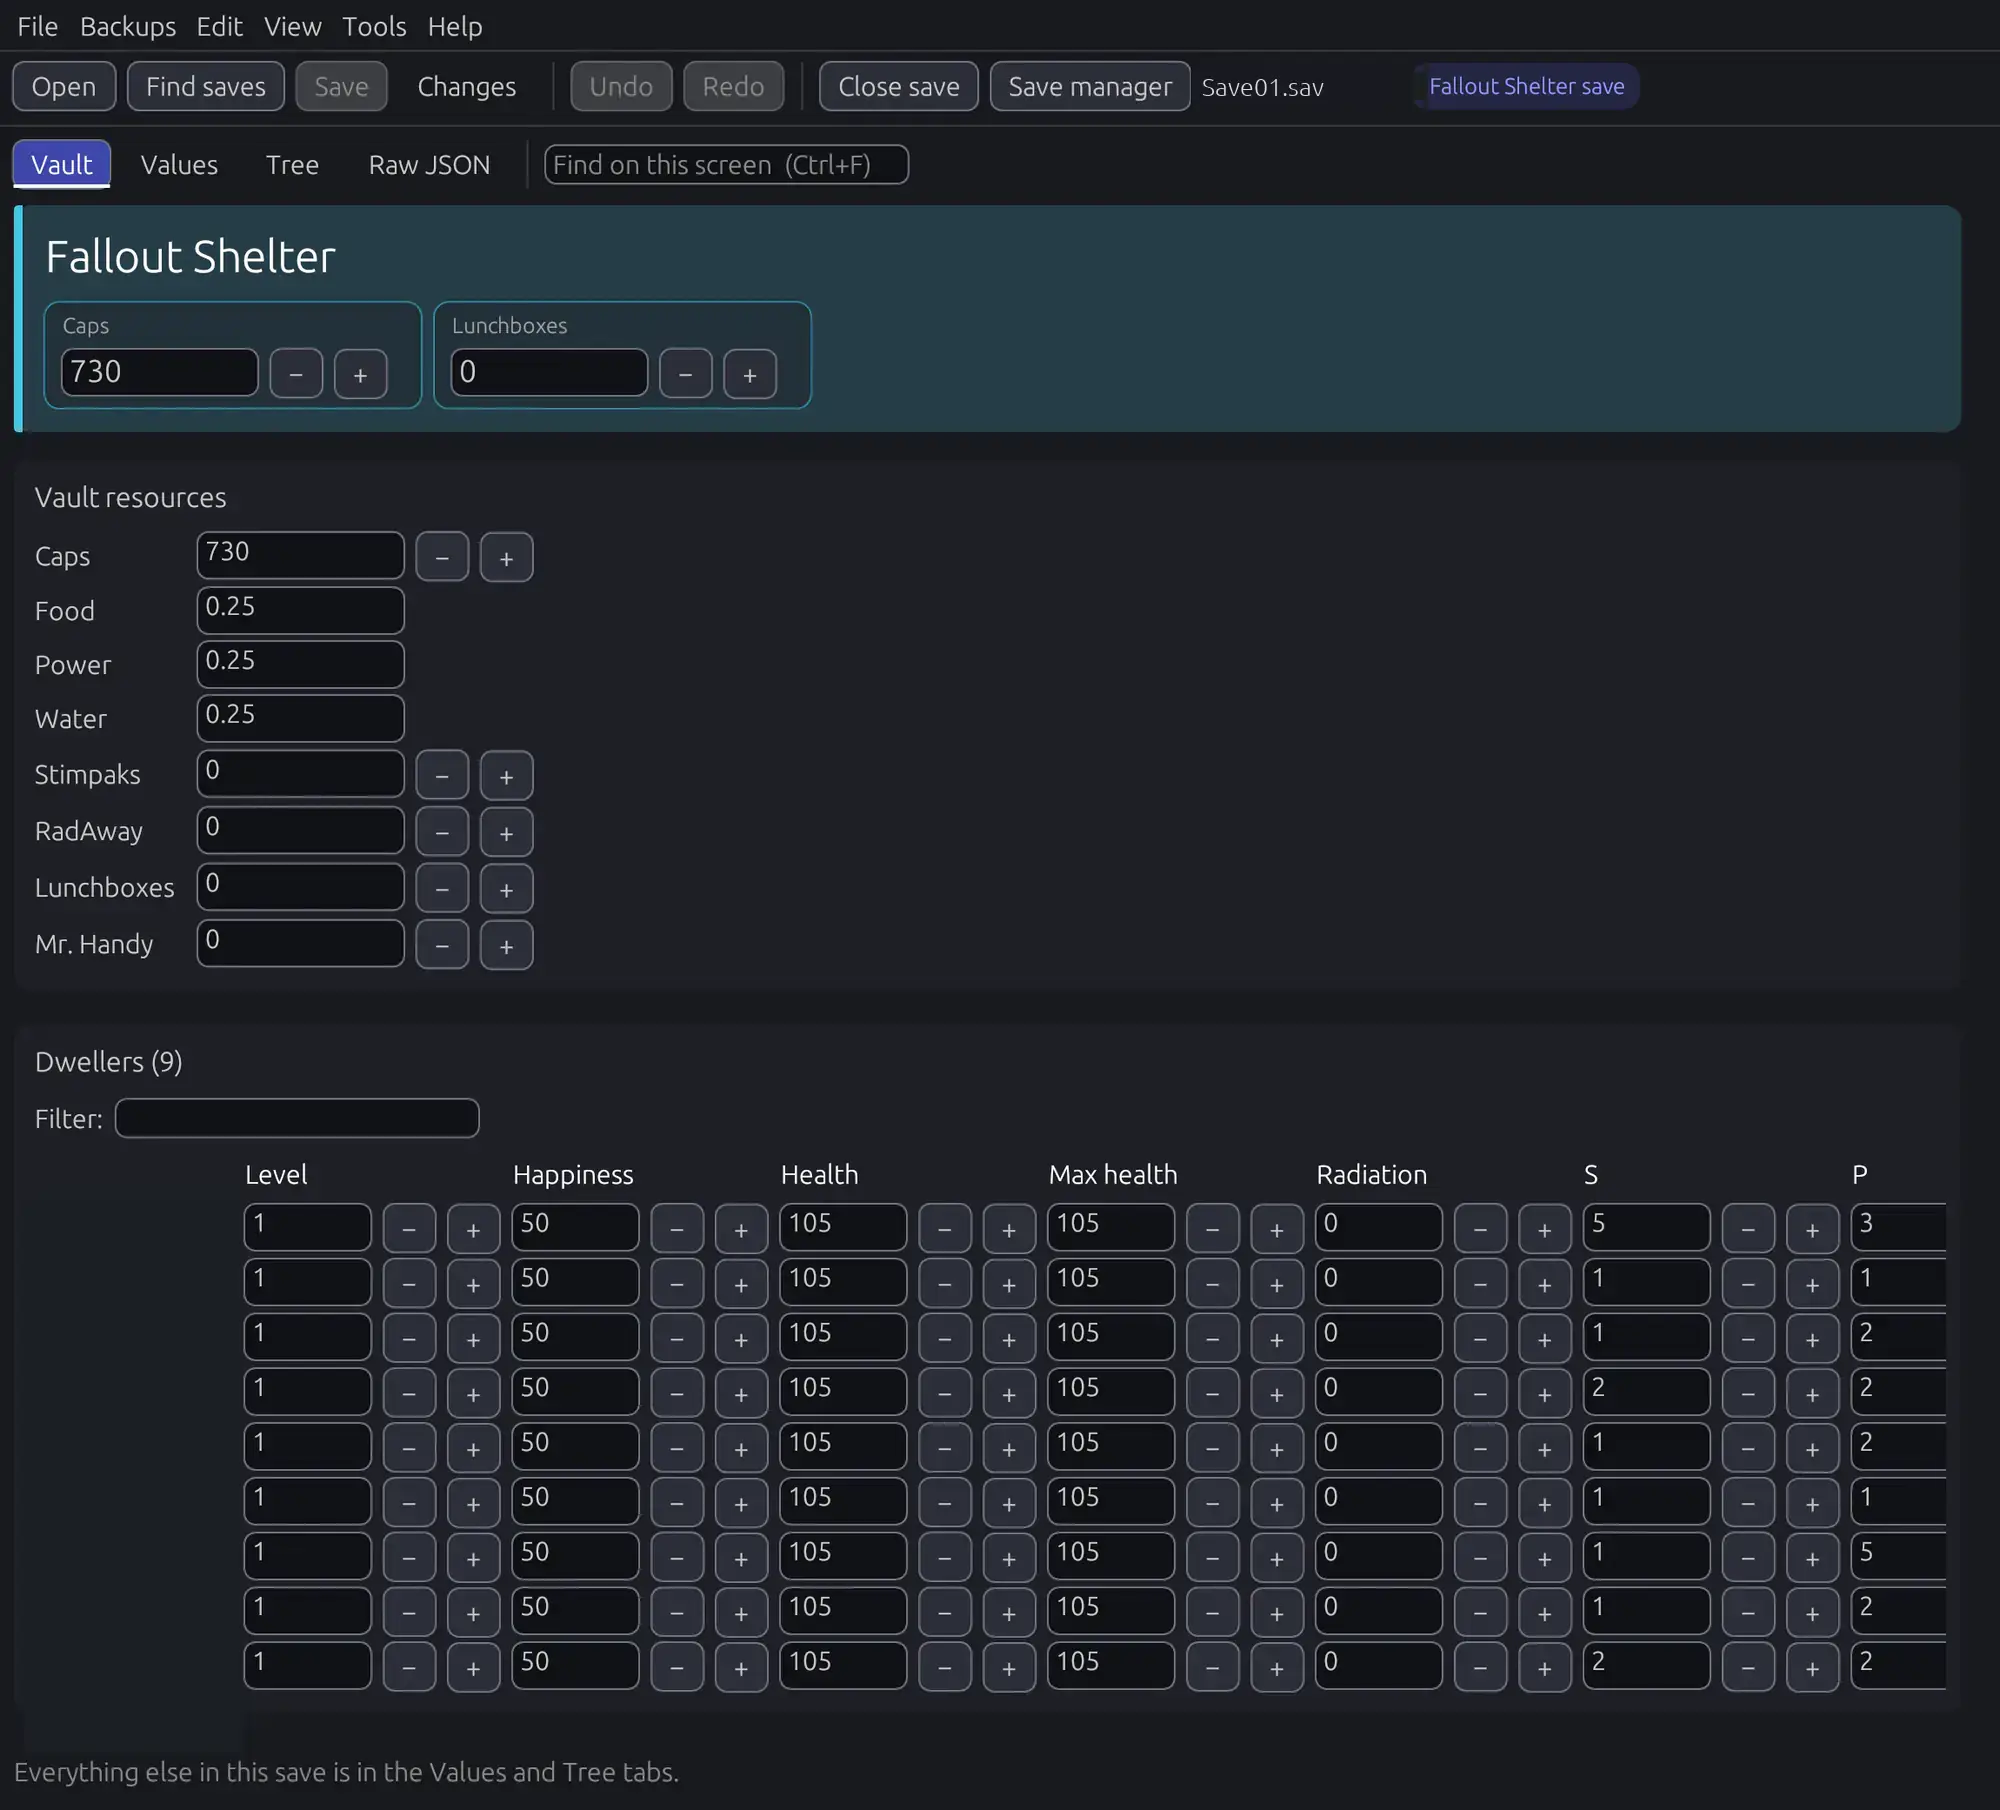 File Backups Edit View Tools Help
Open Find saves Save Changes Undo Redo Close save Save manager Save01.sav Fallout Shelter save
Vault Values Tree Raw JSON Find on this screen (Ctrl+F)
Fallout Shelter
Caps Lunchboxes
730 − + 0 − +
Vault resources
Caps 730 − +
Food 0.25
Power 0.25
Water 0.25
Stimpaks 0 − +
RadAway 0 − +
Lunchboxes 0 − +
Mr. Handy 0 − +
Dwellers (9)
Filter:
Level Happiness Health Max health Radiation S P
1 − + 50 − + 105 − + 105 − + 0 − + 5 − + 3
1 − + 50 − + 105 − + 105 − + 0 − + 1 − + 1
1 − + 50 − + 105 − + 105 − + 0 − + 1 − + 2
1 − + 50 − + 105 − + 105 − + 0 − + 2 − + 2
1 − + 50 − + 105 − + 105 − + 0 − + 1 − + 2
1 − + 50 − + 105 − + 105 − + 0 − + 1 − + 1
1 − + 50 − + 105 − + 105 − + 0 − + 1 − + 5
1 − + 50 − + 105 − + 105 − + 0 − + 1 − + 2
1 − + 50 − + 105 − + 105 − + 0 − + 2 − + 2
Everything else in this save is in the Values and Tree tabs.